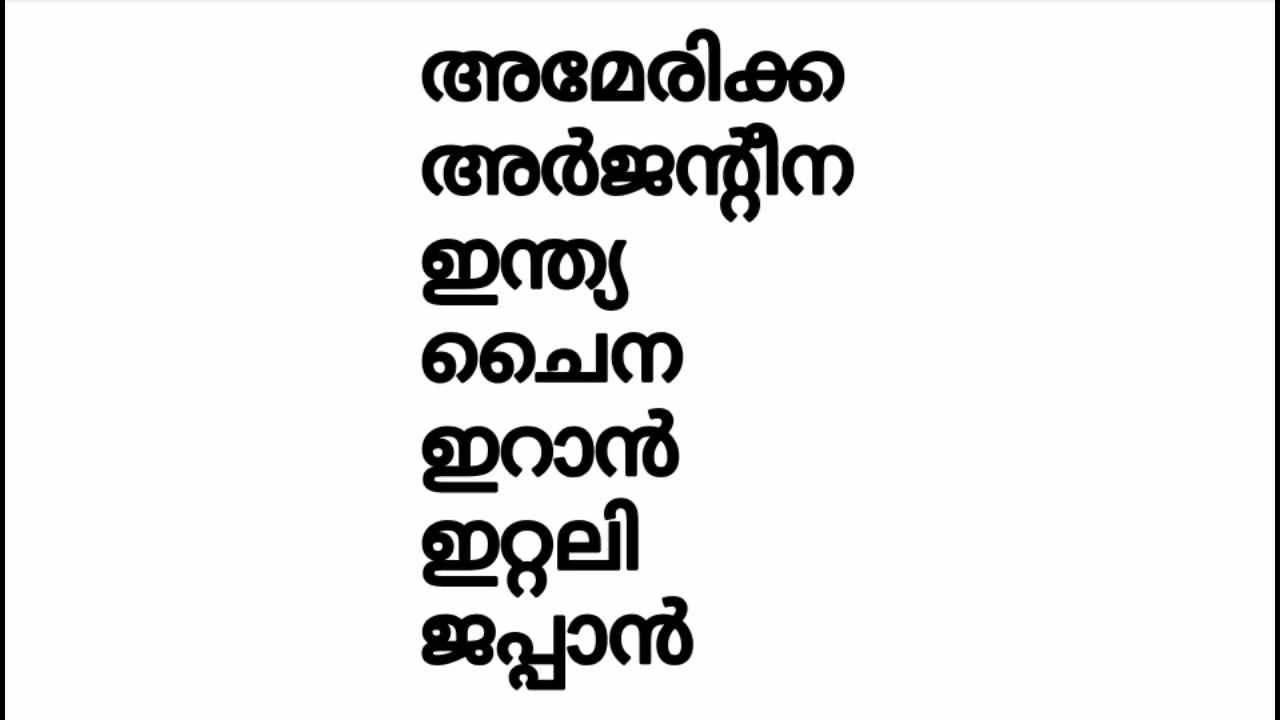 അമേരിക്ക
അർജന്റീന
ഇന്ത്യ
ചൈന
ഇറാൻ
ഇറ്റലി
ജപ്പാൻ